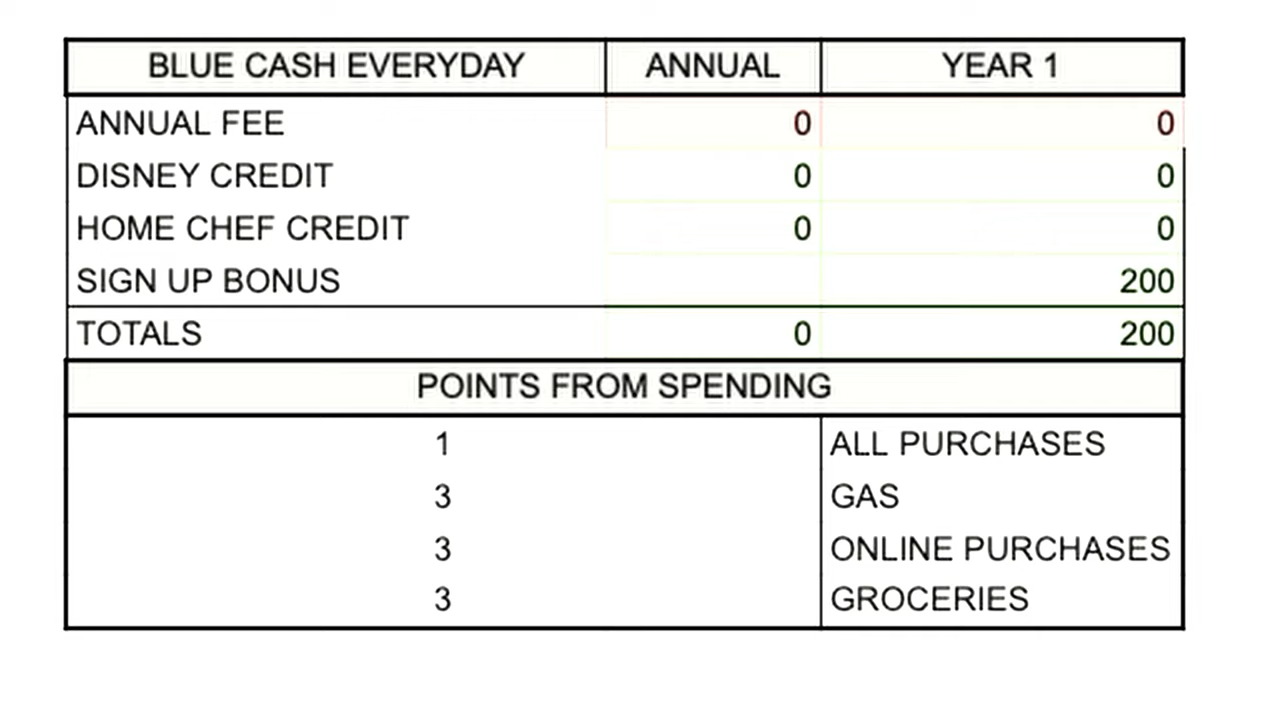 BLUE CASH EVERYDAY ANNUAL YEAR 1
ANNUAL FEE 0 0
DISNEY CREDIT 0 0
HOME CHEF CREDIT 0 0
SIGN UP BONUS 200
TOTALS 0 200
POINTS FROM SPENDING
1 ALL PURCHASES
3 GAS
3 ONLINE PURCHASES
3 GROCERIES